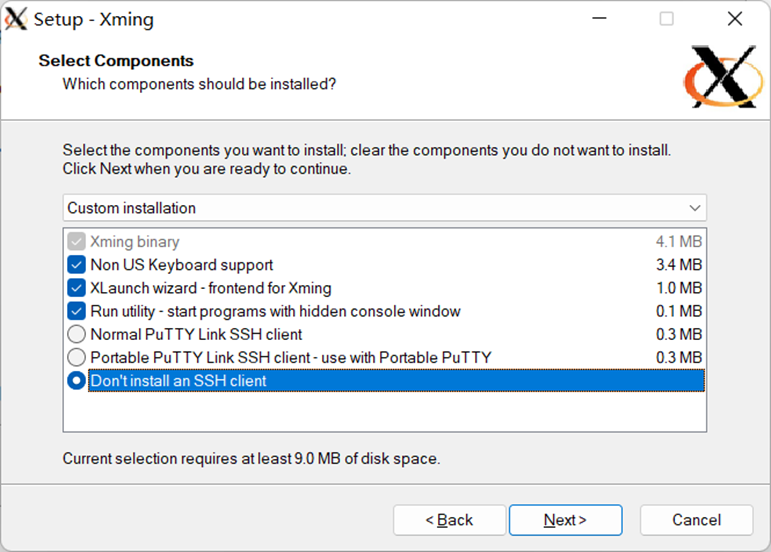 Setup - Xming
Select Components
Which components should be installed?
Select the components you want to install; clear the components you do not want to install.
Click Next when you are ready to continue.
Custom installation
Xming binary 4.1 MB
Non US Keyboard support 3.4 MB
XLaunch wizard - frontend for Xming 1.0 MB
Run utility - start programs with hidden console window 0.1 MB
Normal PuTTY Link SSH client 0.3 MB
Portable PuTTY Link SSH client - use with Portable PuTTY 0.3 MB
Don't install an SSH client
Current selection requires at least 9.0 MB of disk space.
< Back Next > Cancel